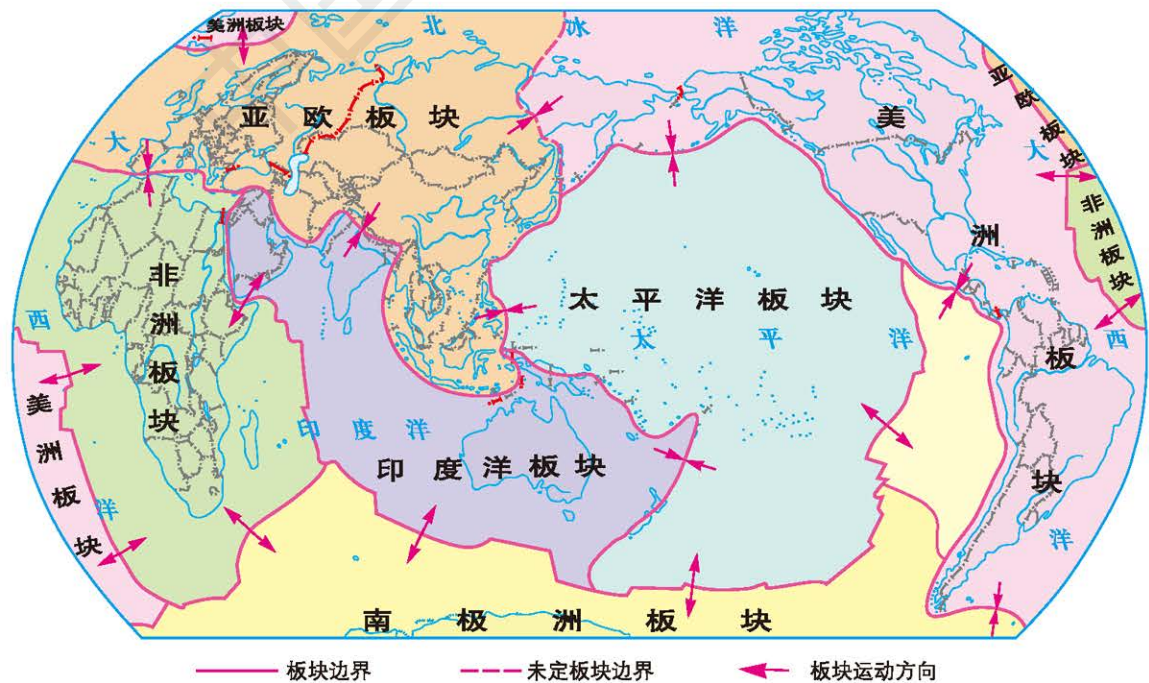 美洲板块
北冰洋
亚欧板块
美
亚欧板块
大
大
洲
非洲板块
非洲板块
太平洋板块
太平洋
西
西
板
美洲板块
印度洋
印度洋板块
块
洋
洋
南极洲板块
板块边界
未定板块边界
板块运动方向